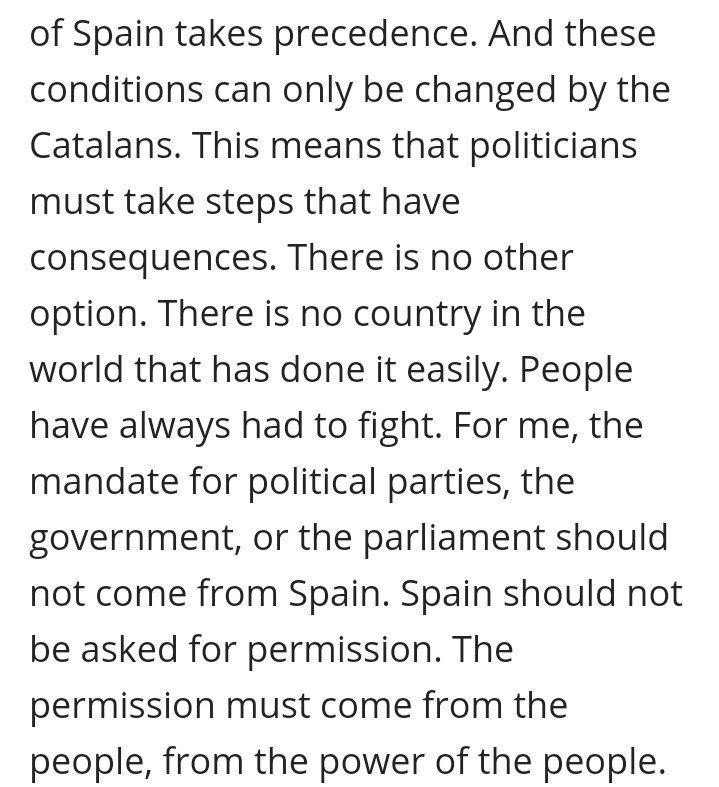 of Spain takes precedence. And these
conditions can only be changed by the
Catalans. This means that politicians
must take steps that have
consequences. There is no other
option. There is no country in the
world that has done it easily. People
have always had to fight. For me, the
mandate for political parties, the
government, or the parliament should
not come from Spain. Spain should not
be asked for permission. The
permission must come from the
people, from the power of the people.